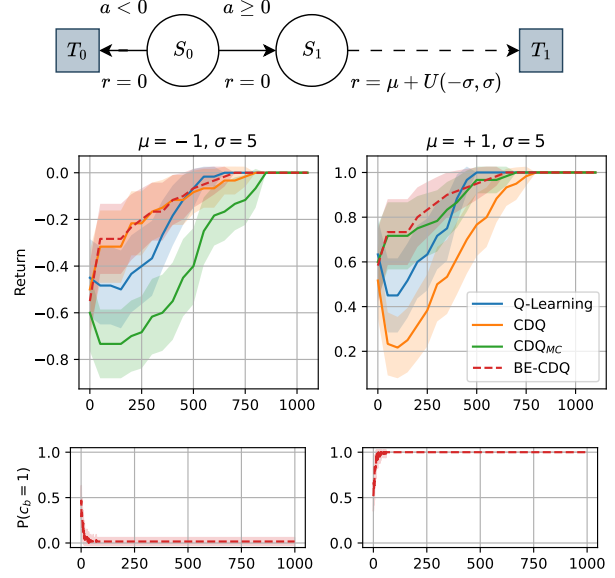 a < 0 a ≥ 0
T₀ S₀ S₁ T₁
r = 0 r = 0 r = μ + U(−σ, σ)
μ = − 1, σ = 5 μ = + 1, σ = 5
Return
0.0
−0.2
−0.4
−0.6
−0.8
0 250 500 750 1000
1.0
0.8
0.6
0.4
0.2
Q-Learning
CDQ
CDQ_MC
BE-CDQ
0 250 500 750 1000
P(c_b = 1)
1.0
0.5
0.0
0 250 500 750 1000
1.0
0.5
0.0
0 250 500 750 1000